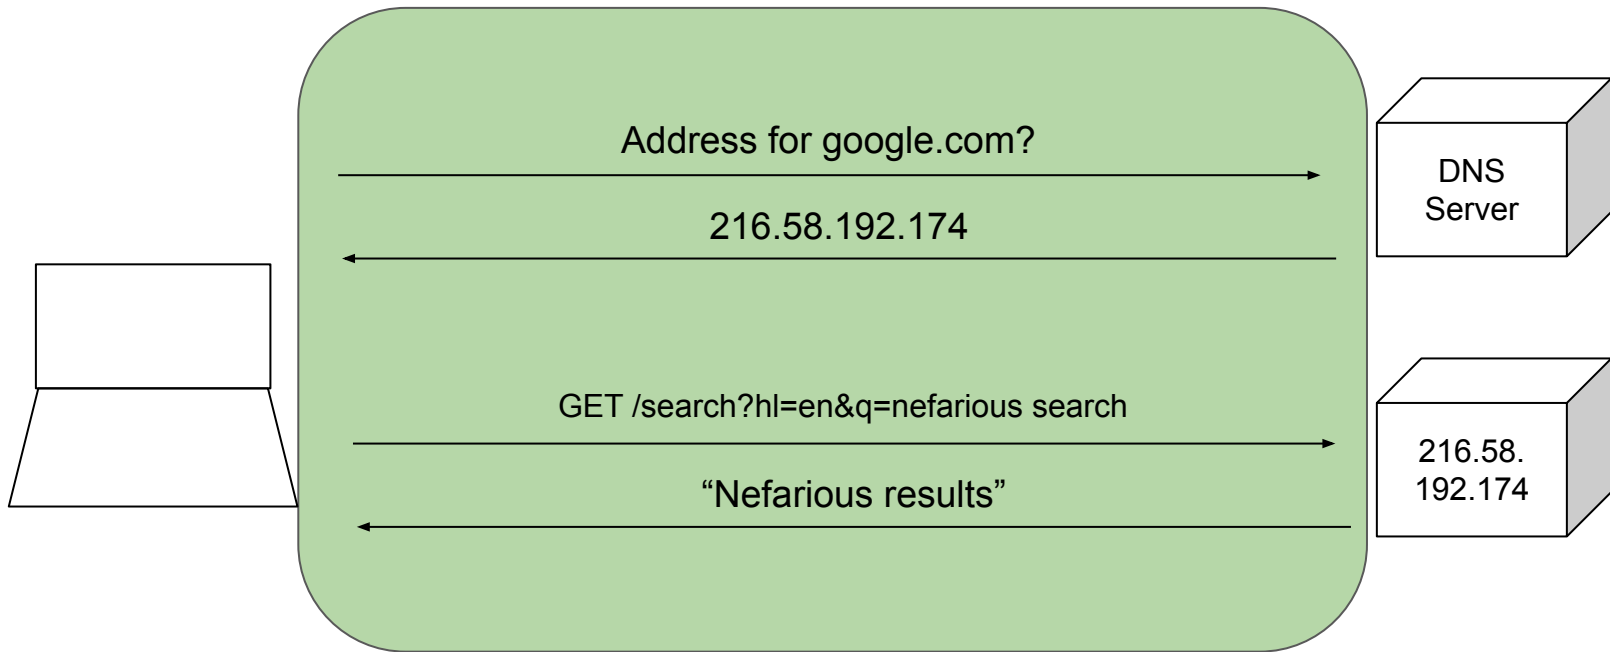 Address for google.com?
216.58.192.174
DNS
Server
GET /search?hl=en&q=nefarious search
“Nefarious results”
216.58.
192.174